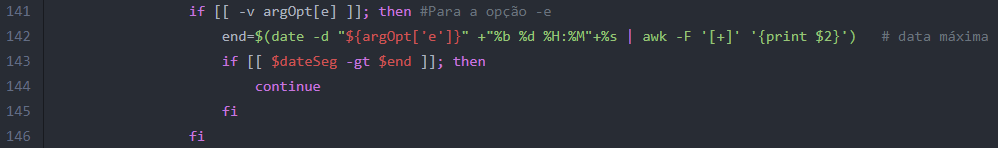 141 if [[ -v argOpt[e] ]]; then #Para a opção -e
142 end=$(date -d "${argOpt['e']}" +"%b %d %H:%M"+%s | awk -F '[+]' '{print $2}') # data máxima
143 if [[ $dateSeg -gt $end ]]; then
144 continue
145 fi
146 fi